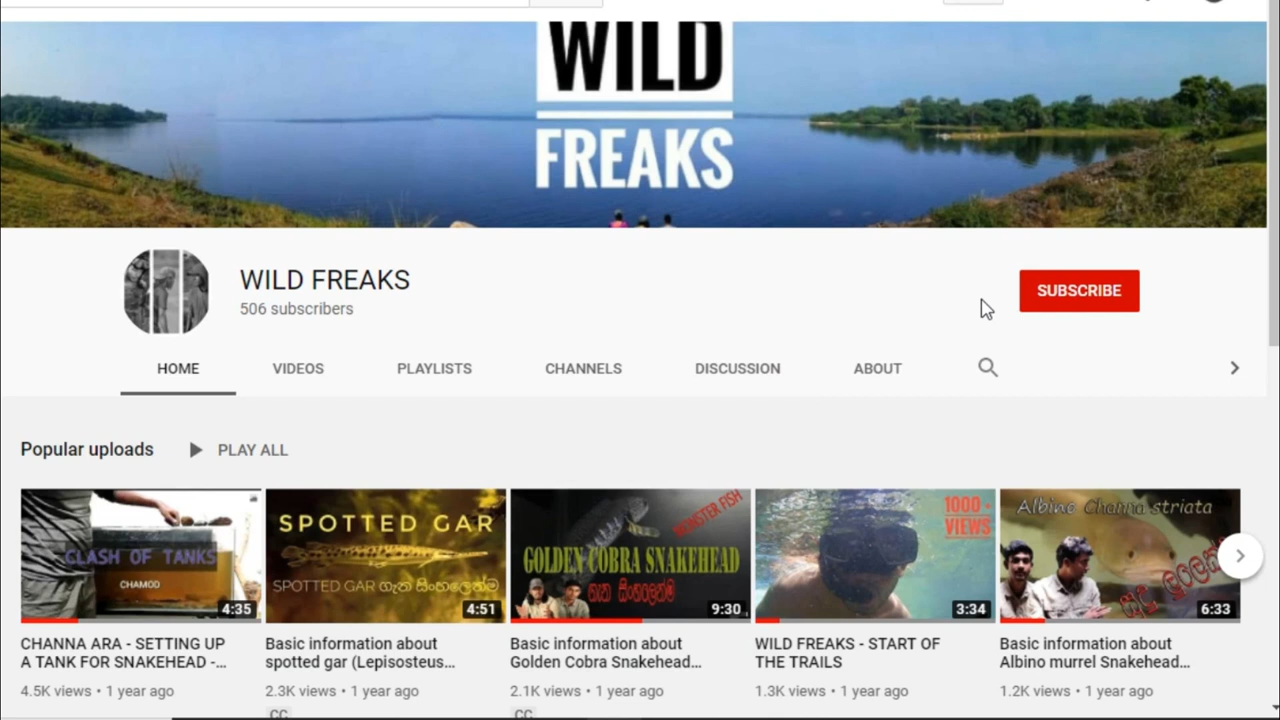 WILD
FREAKS
WILD FREAKS
506 subscribers
SUBSCRIBE
HOME
VIDEOS
PLAYLISTS
CHANNELS
DISCUSSION
ABOUT
Popular uploads
PLAY ALL
CLASH OF TANKS
CHAMOD
4:35
SPOTTED GAR
SPOTTED GAR ගැන සිංහලෙන්ම
4:51
MONSTER FISH
GOLDEN COBRA SNAKEHEAD
ගැන සිංහලෙන්ම
9:30
1000 +
VIEWS
3:34
Albino Channa striata
සුදු ලූලෙක්
6:33
CHANNA ARA - SETTING UP
A TANK FOR SNAKEHEAD -...
4.5K views • 1 year ago
Basic information about
spotted gar (Lepisosteus...
2.3K views • 1 year ago
CC
Basic information about
Golden Cobra Snakehead...
2.1K views • 1 year ago
CC
WILD FREAKS - START OF
THE TRAILS
1.3K views • 1 year ago
Basic information about
Albino murrel Snakehead...
1.2K views • 1 year ago